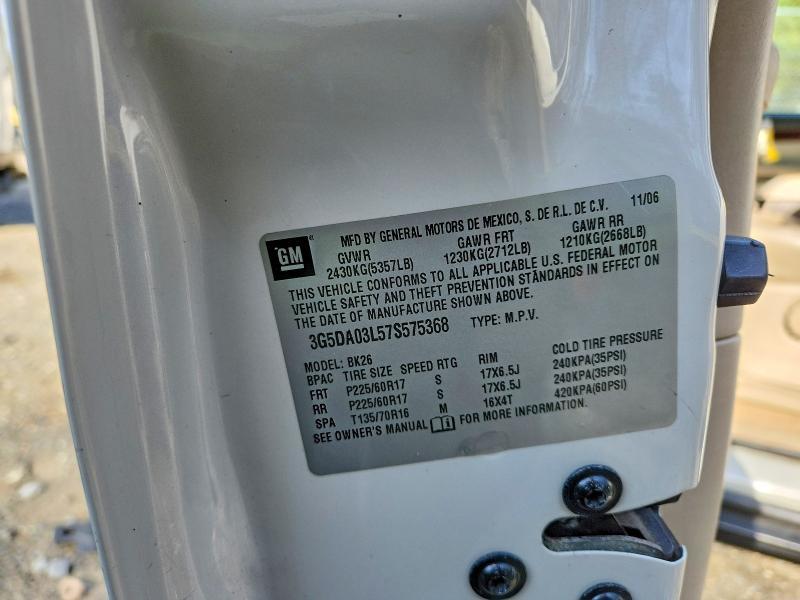 GM
MFD BY GENERAL MOTORS DE MEXICO, S. DE R.L. DE C.V. 11/06
GVWR GAWR FRT GAWR RR
2430KG(5357LB) 1230KG(2712LB) 1210KG(2668LB)
THIS VEHICLE CONFORMS TO ALL APPLICABLE U.S. FEDERAL MOTOR
VEHICLE SAFETY AND THEFT PREVENTION STANDARDS IN EFFECT ON
THE DATE OF MANUFACTURE SHOWN ABOVE.
3G5DA03L57S575368 TYPE: M.P.V.
MODEL: BK26
BPAC TIRE SIZE SPEED RTG RIM COLD TIRE PRESSURE
FRT P225/60R17 S 17X6.5J 240KPA(35PSI)
RR P225/60R17 S 17X6.5J 240KPA(35PSI)
SPA T135/70R16 M 16X4T 420KPA(60PSI)
SEE OWNER'S MANUAL FOR MORE INFORMATION.